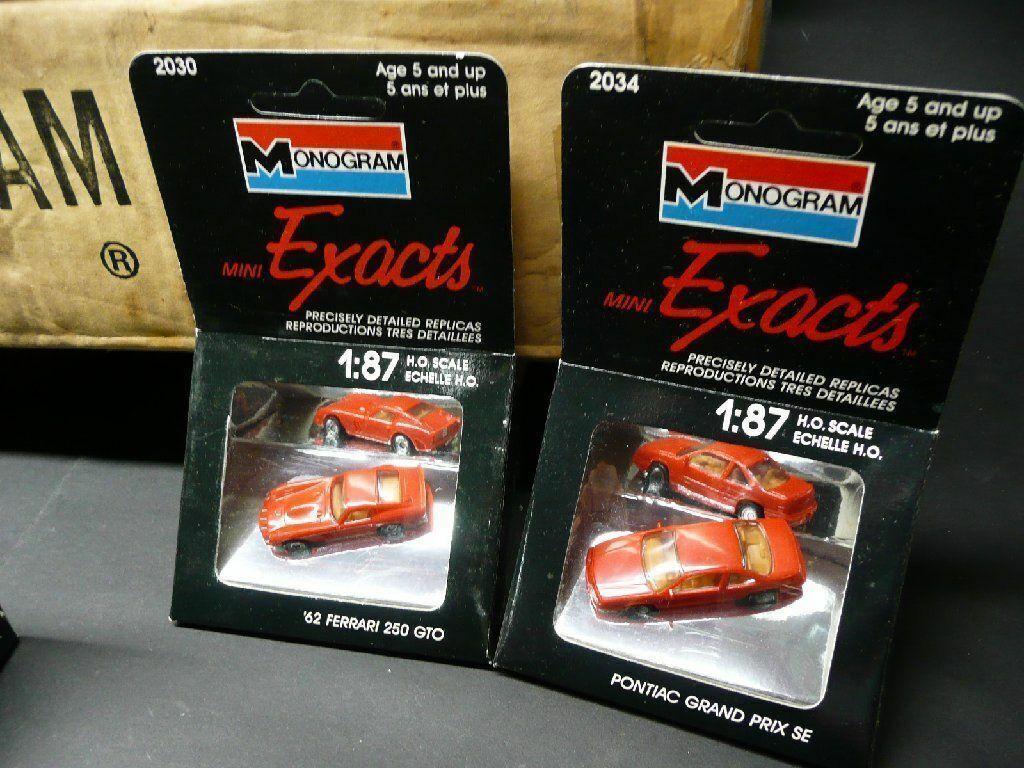 AM
®
2030
Age 5 and up
5 ans et plus
MONOGRAM
MINI Exacts™
PRECISELY DETAILED REPLICAS
REPRODUCTIONS TRES DETAILLEES
1:87 H.O. SCALE
ECHELLE H.O.
'62 FERRARI 250 GTO
2034
Age 5 and up
5 ans et plus
MONOGRAM®
MINI Exacts™
PRECISELY DETAILED REPLICAS
REPRODUCTIONS TRES DETAILLEES
1:87 H.O. SCALE
ECHELLE H.O.
PONTIAC GRAND PRIX SE